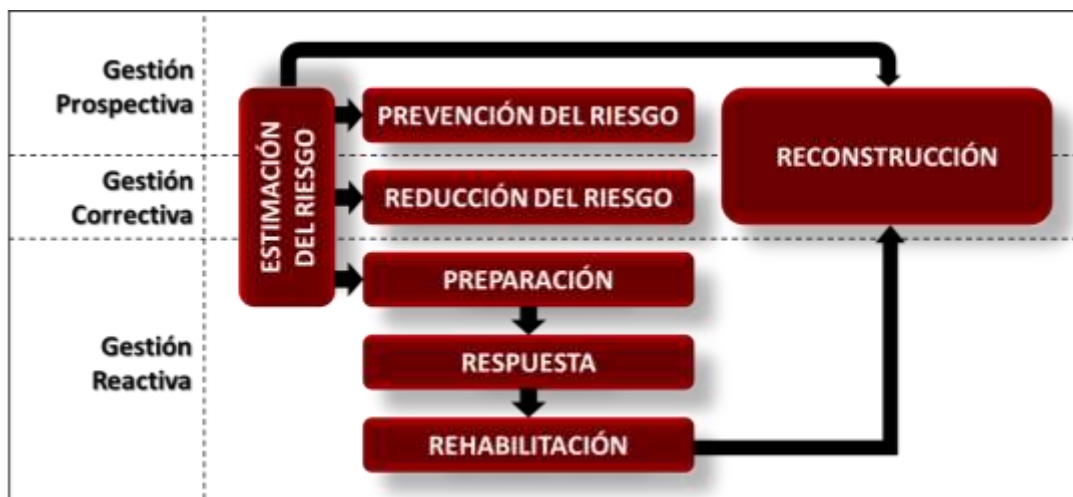 Gestión
Prospectiva
Gestión
Correctiva
Gestión
Reactiva
ESTIMACIÓN
DEL RIESGO
PREVENCIÓN DEL RIESGO
REDUCCIÓN DEL RIESGO
PREPARACIÓN
RESPUESTA
REHABILITACIÓN
RECONSTRUCCIÓN